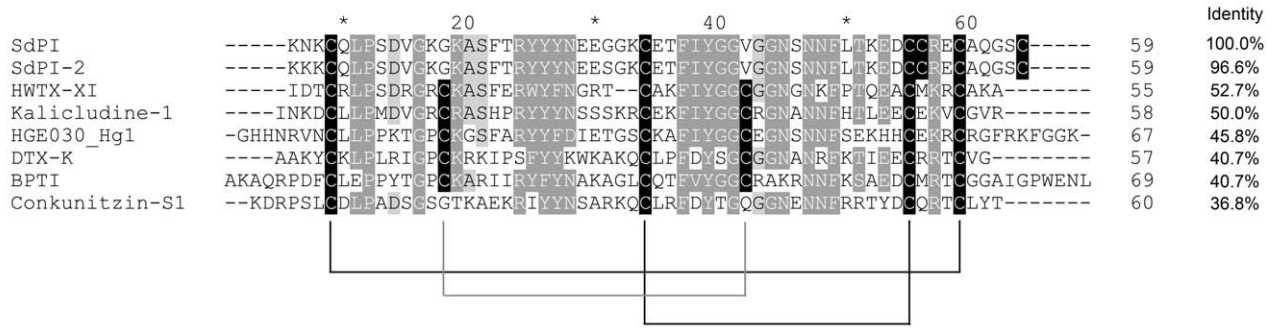 * 20 * 40 * 60 Identity
SdPI -----KNKCQLPSDVGKGKASFTRYYYNEEGGKCETFIYGGVGGNSNNFLTKEDCCRECAQGSC----- 59 100.0%
SdPI-2 -----KKKCQLPSDVGKGKASFTRYYYNEESGKCETFIYGGVGGNSNNFLTKEDCCRECAQGSC----- 59 96.6%
HWTX-XI -----IDTCRLPSDRGRCKASFERWYFNGRT--CAKFIYGGCGGNGNKFPTQEACMKRCAKA------- 55 52.7%
Kalicludine-1 ----INKDCLLPMDVGRCRASHPRYYYNSSSKRCEKFIYGGCRGNANNFHTLEECEKVCGVR------- 58 50.0%
HGE030_Hg1 -GHHNRVNCLLPPKTGPCKGSFARYYFDIETGSCKAFIYGGCEGNSNNFSEKHHCEKRCRGFRKFGGK- 67 45.8%
DTX-K ----AAKYCKLPLRIGPCKRKIPSFYYKWKAKQCLPFDYSGCGGNANRFKTIEECRRTCVG-------- 57 40.7%
BPTI AKAQRPDFCLEPPYTGPCKARIIRYFYNAKAGLCQTFVYGGCRAKRNNFKSAEDCMRTCGGAIGPWENL 69 40.7%
Conkunitzin-S1 --KDRPSLCDLPADSGSGTKAEKRIYYNSARKQCLRFDYTGQGGNENNFRRTYDCQRTCLYT------- 60 36.8%